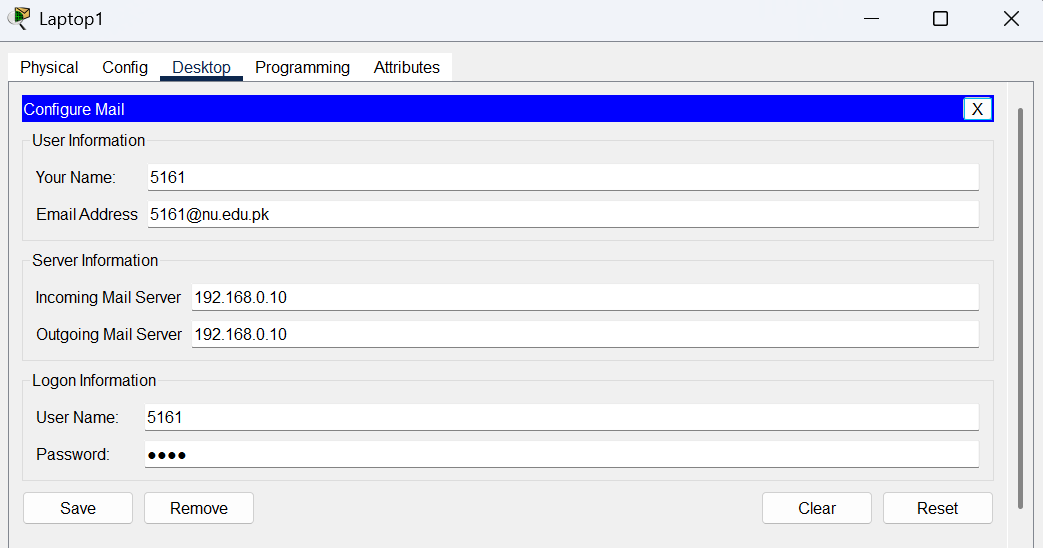 Laptop1
Physical Config Desktop Programming Attributes
Configure Mail X
User Information
Your Name: 5161
Email Address 5161@nu.edu.pk
Server Information
Incoming Mail Server 192.168.0.10
Outgoing Mail Server 192.168.0.10
Logon Information
User Name: 5161
Password: ●●●●
Save Remove Clear Reset